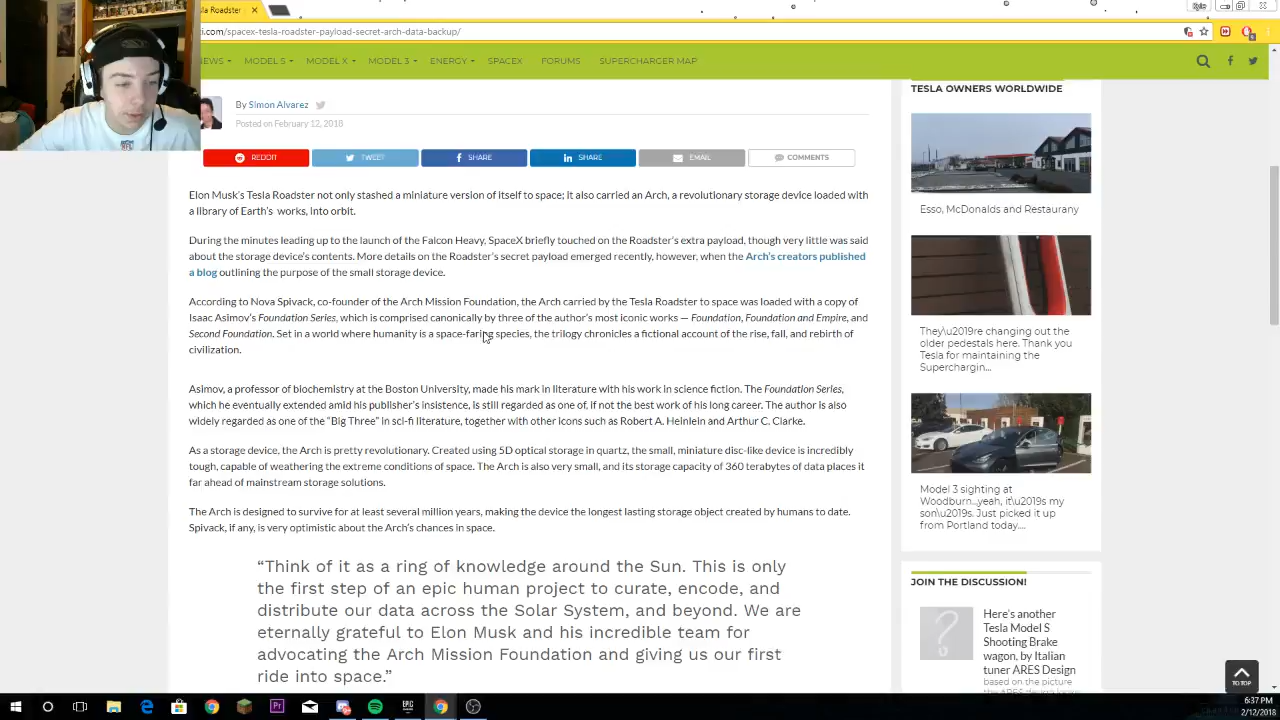 Roadster
Kyle
i.com/spacex-tesla-roadster-payload-secret-arch-data-backup/
NEWS MODEL S MODEL X MODEL 3 ENERGY SPACEX FORUMS SUPERCHARGER MAP
By Simon Alvarez
Posted on February 12, 2018
REDDIT TWEET SHARE SHARE EMAIL COMMENTS
Elon Musk's Tesla Roadster not only stashed a miniature version of itself to space; it also carried an Arch, a revolutionary storage device loaded with
a library of Earth's works, into orbit.
During the minutes leading up to the launch of the Falcon Heavy, SpaceX briefly touched on the Roadster's extra payload, though very little was said
about the storage device's contents. More details on the Roadster's secret payload emerged recently, however, when the Arch's creators published
a blog outlining the purpose of the small storage device.
According to Nova Spivack, co-founder of the Arch Mission Foundation, the Arch carried by the Tesla Roadster to space was loaded with a copy of
Isaac Asimov's Foundation Series, which is comprised canonically by three of the author's most iconic works — Foundation, Foundation and Empire, and
Second Foundation. Set in a world where humanity is a space-faring species, the trilogy chronicles a fictional account of the rise, fall, and rebirth of
civilization.
Asimov, a professor of biochemistry at the Boston University, made his mark in literature with his work in science fiction. The Foundation Series,
which he eventually extended amid his publisher's insistence, is still regarded as one of, if not the best work of his long career. The author is also
widely regarded as one of the "Big Three" in sci-fi literature, together with other icons such as Robert A. Heinlein and Arthur C. Clarke.
As a storage device, the Arch is pretty revolutionary. Created using 5D optical storage in quartz, the small, miniature disc-like device is incredibly
tough, capable of weathering the extreme conditions of space. The Arch is also very small, and its storage capacity of 360 terabytes of data places it
far ahead of mainstream storage solutions.
The Arch is designed to survive for at least several million years, making the device the longest lasting storage object created by humans to date.
Spivack, if any, is very optimistic about the Arch's chances in space.
“Think of it as a ring of knowledge around the Sun. This is only
the first step of an epic human project to curate, encode, and
distribute our data across the Solar System, and beyond. We are
eternally grateful to Elon Musk and his incredible team for
advocating the Arch Mission Foundation and giving us our first
ride into space.”
TESLA OWNERS WORLDWIDE
Esso, McDonalds and Restaurany
They\u2019re changing out the
older pedestals here. Thank you
Tesla for maintaining the
Superchargin...
Model 3 sighting at
Woodburn...yeah, it\u2019s my
son\u2019s. Just picked it up
from Portland today....
JOIN THE DISCUSSION!
Here's another
Tesla Model S
Shooting Brake
wagon, by Italian
tuner ARES Design
based on the picture
TO TOP
6:37 PM
2/12/2018